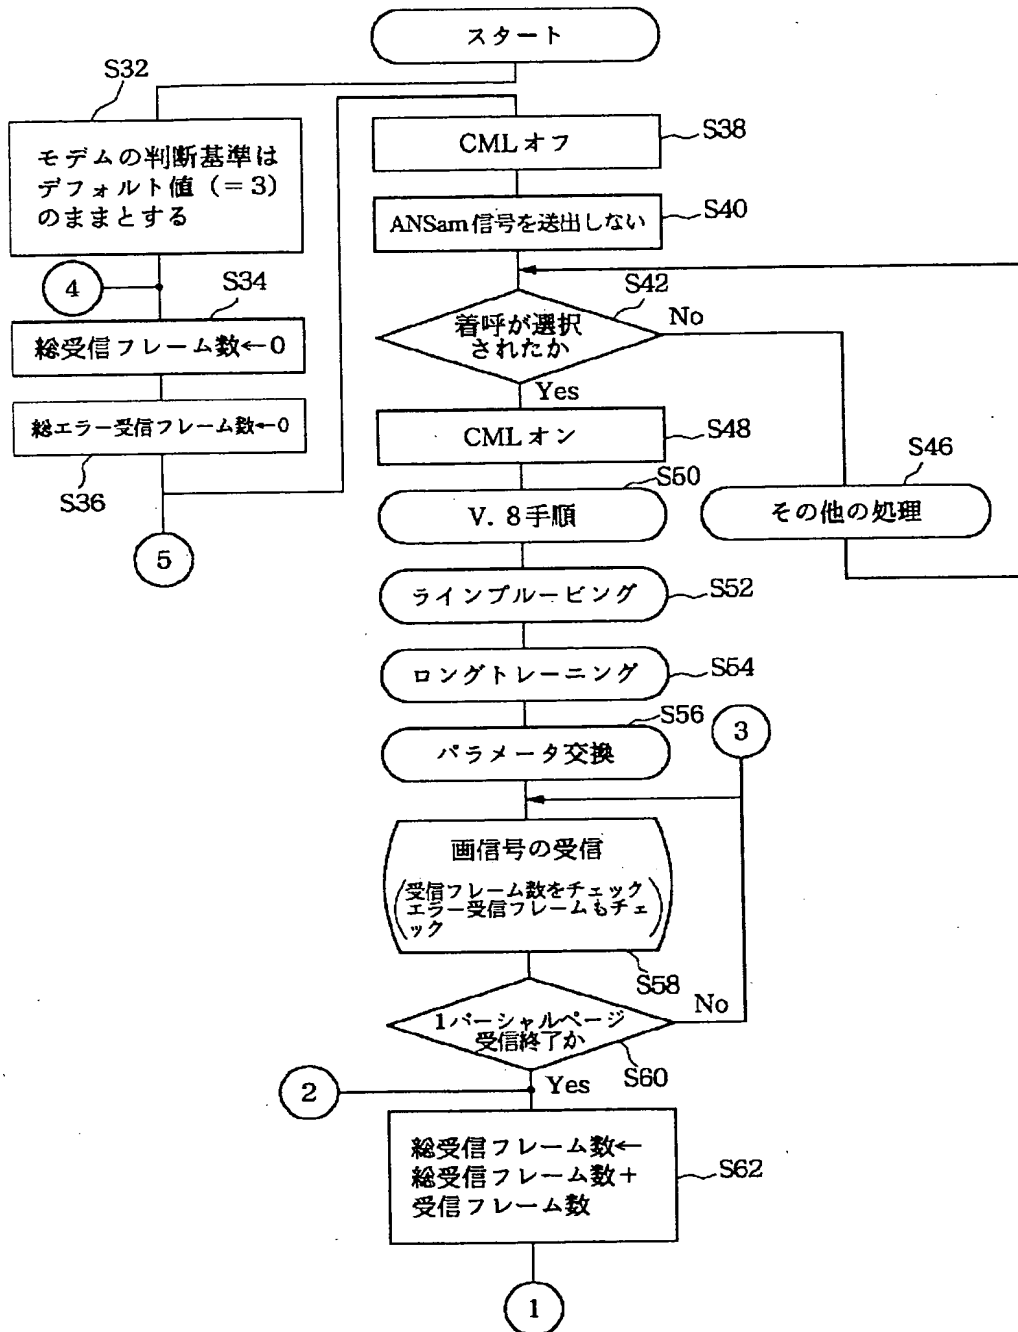 スタート
S32
モデムの判断基準は
デフォルト値(=3)
のままとする
4
S34
総受信フレーム数←0
総エラー受信フレーム数←0
S36
5
CMLオフ
S38
ANSam信号を送出しない
S40
S42
着呼が選択
されたか
No
Yes
CMLオン
S48
S46
その他の処理
S50
V.8手順
ラインプルービング
S52
ロングトレーニング
S54
S56
パラメータ交換
3
画信号の受信
(受信フレーム数をチェック
エラー受信フレームもチェ
ック)
S58
1パーシャルページ
受信終了か
No
S60
2
Yes
総受信フレーム数←
総受信フレーム数+
受信フレーム数
S62
1